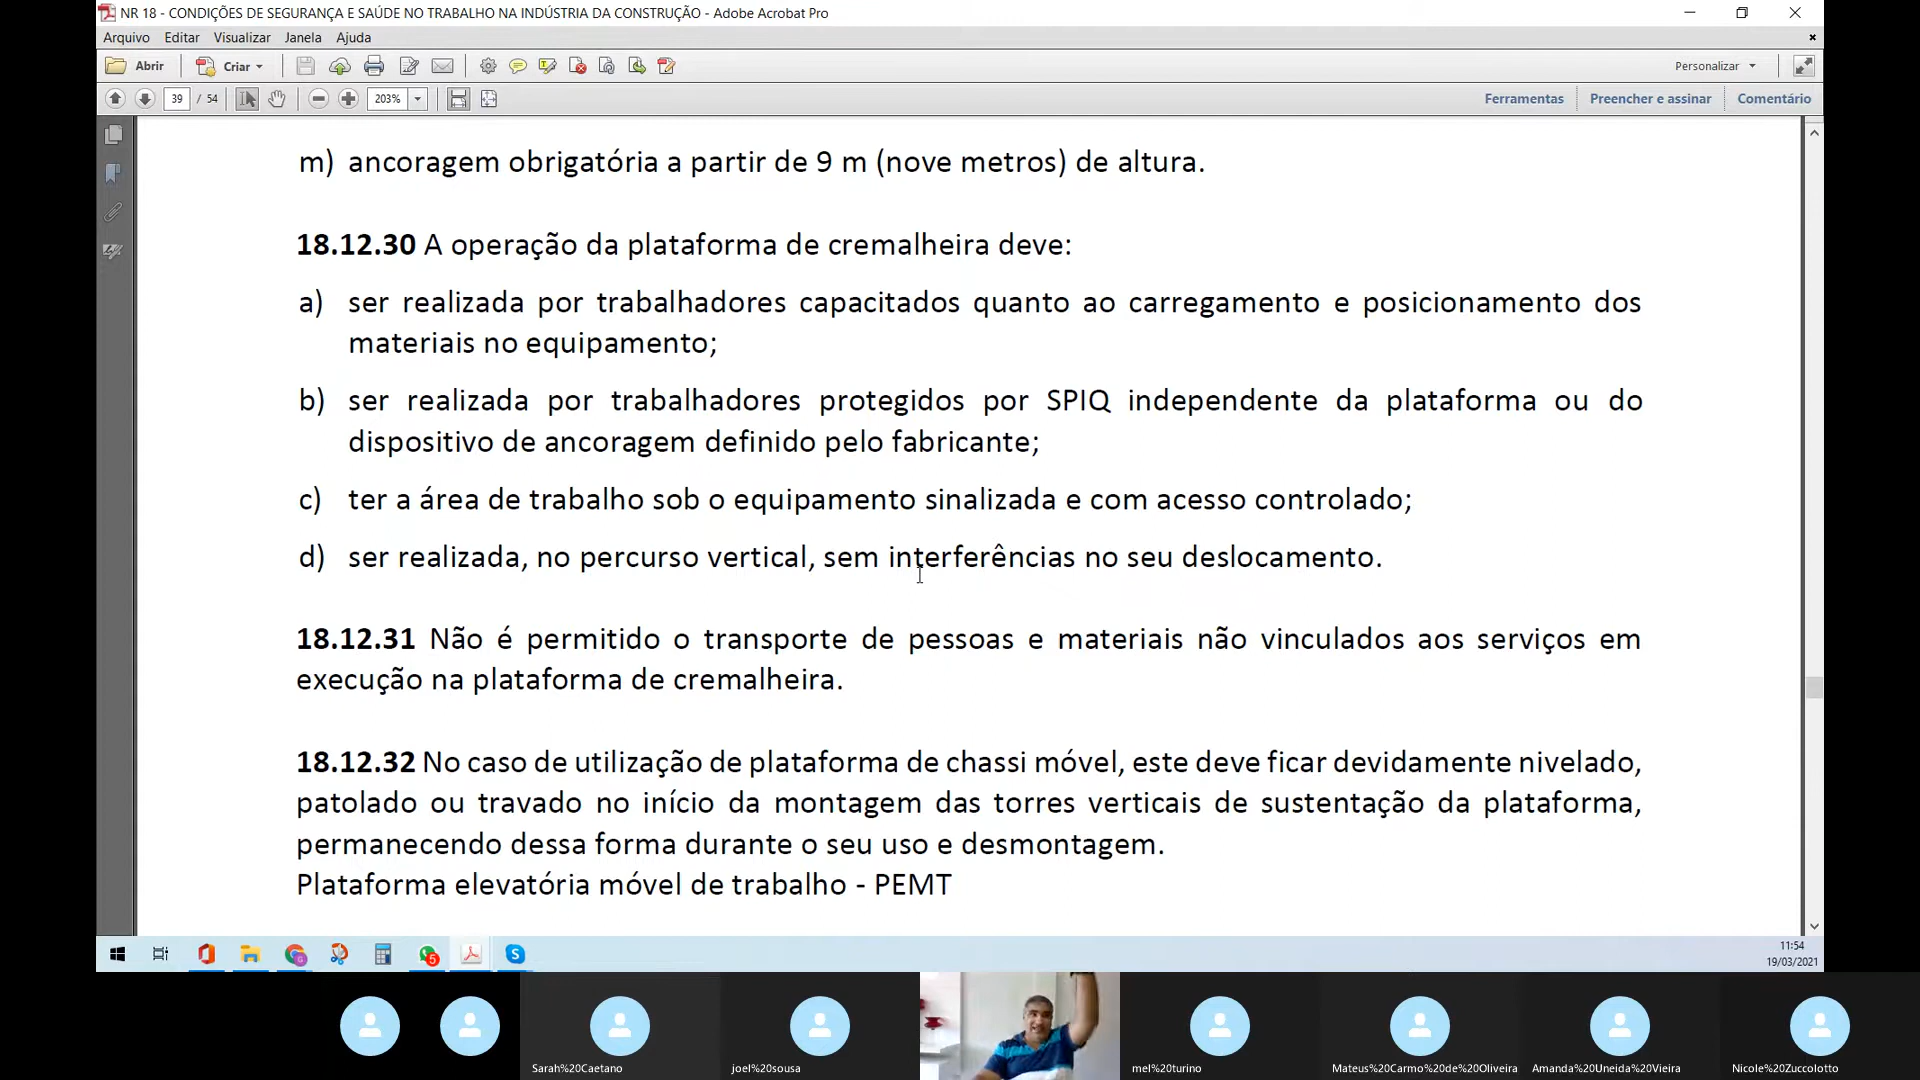 NR 18 - CONDIÇÕES DE SEGURANÇA E SAÚDE NO TRABALHO NA INDÚSTRIA DA CONSTRUÇÃO - Adobe Acrobat Pro
Arquivo Editar Visualizar Janela Ajuda
Abrir Criar Personalizar
39 / 54 203% Ferramentas Preencher e assinar Comentário
m) ancoragem obrigatória a partir de 9 m (nove metros) de altura.
18.12.30 A operação da plataforma de cremalheira deve:
a) ser realizada por trabalhadores capacitados quanto ao carregamento e posicionamento dos
materiais no equipamento;
b) ser realizada por trabalhadores protegidos por SPIQ independente da plataforma ou do
dispositivo de ancoragem definido pelo fabricante;
c) ter a área de trabalho sob o equipamento sinalizada e com acesso controlado;
d) ser realizada, no percurso vertical, sem interferências no seu deslocamento.
18.12.31 Não é permitido o transporte de pessoas e materiais não vinculados aos serviços em
execução na plataforma de cremalheira.
18.12.32 No caso de utilização de plataforma de chassi móvel, este deve ficar devidamente nivelado,
patolado ou travado no início da montagem das torres verticais de sustentação da plataforma,
permanecendo dessa forma durante o seu uso e desmontagem.
Plataforma elevatória móvel de trabalho - PEMT
5
11:54
19/03/2021
Sarah%20Caetano joel%20sousa mel%20turino Mateus%20Carmo%20de%20Oliveira Amanda%20Uneida%20Vieira Nicole%20Zuccolotto